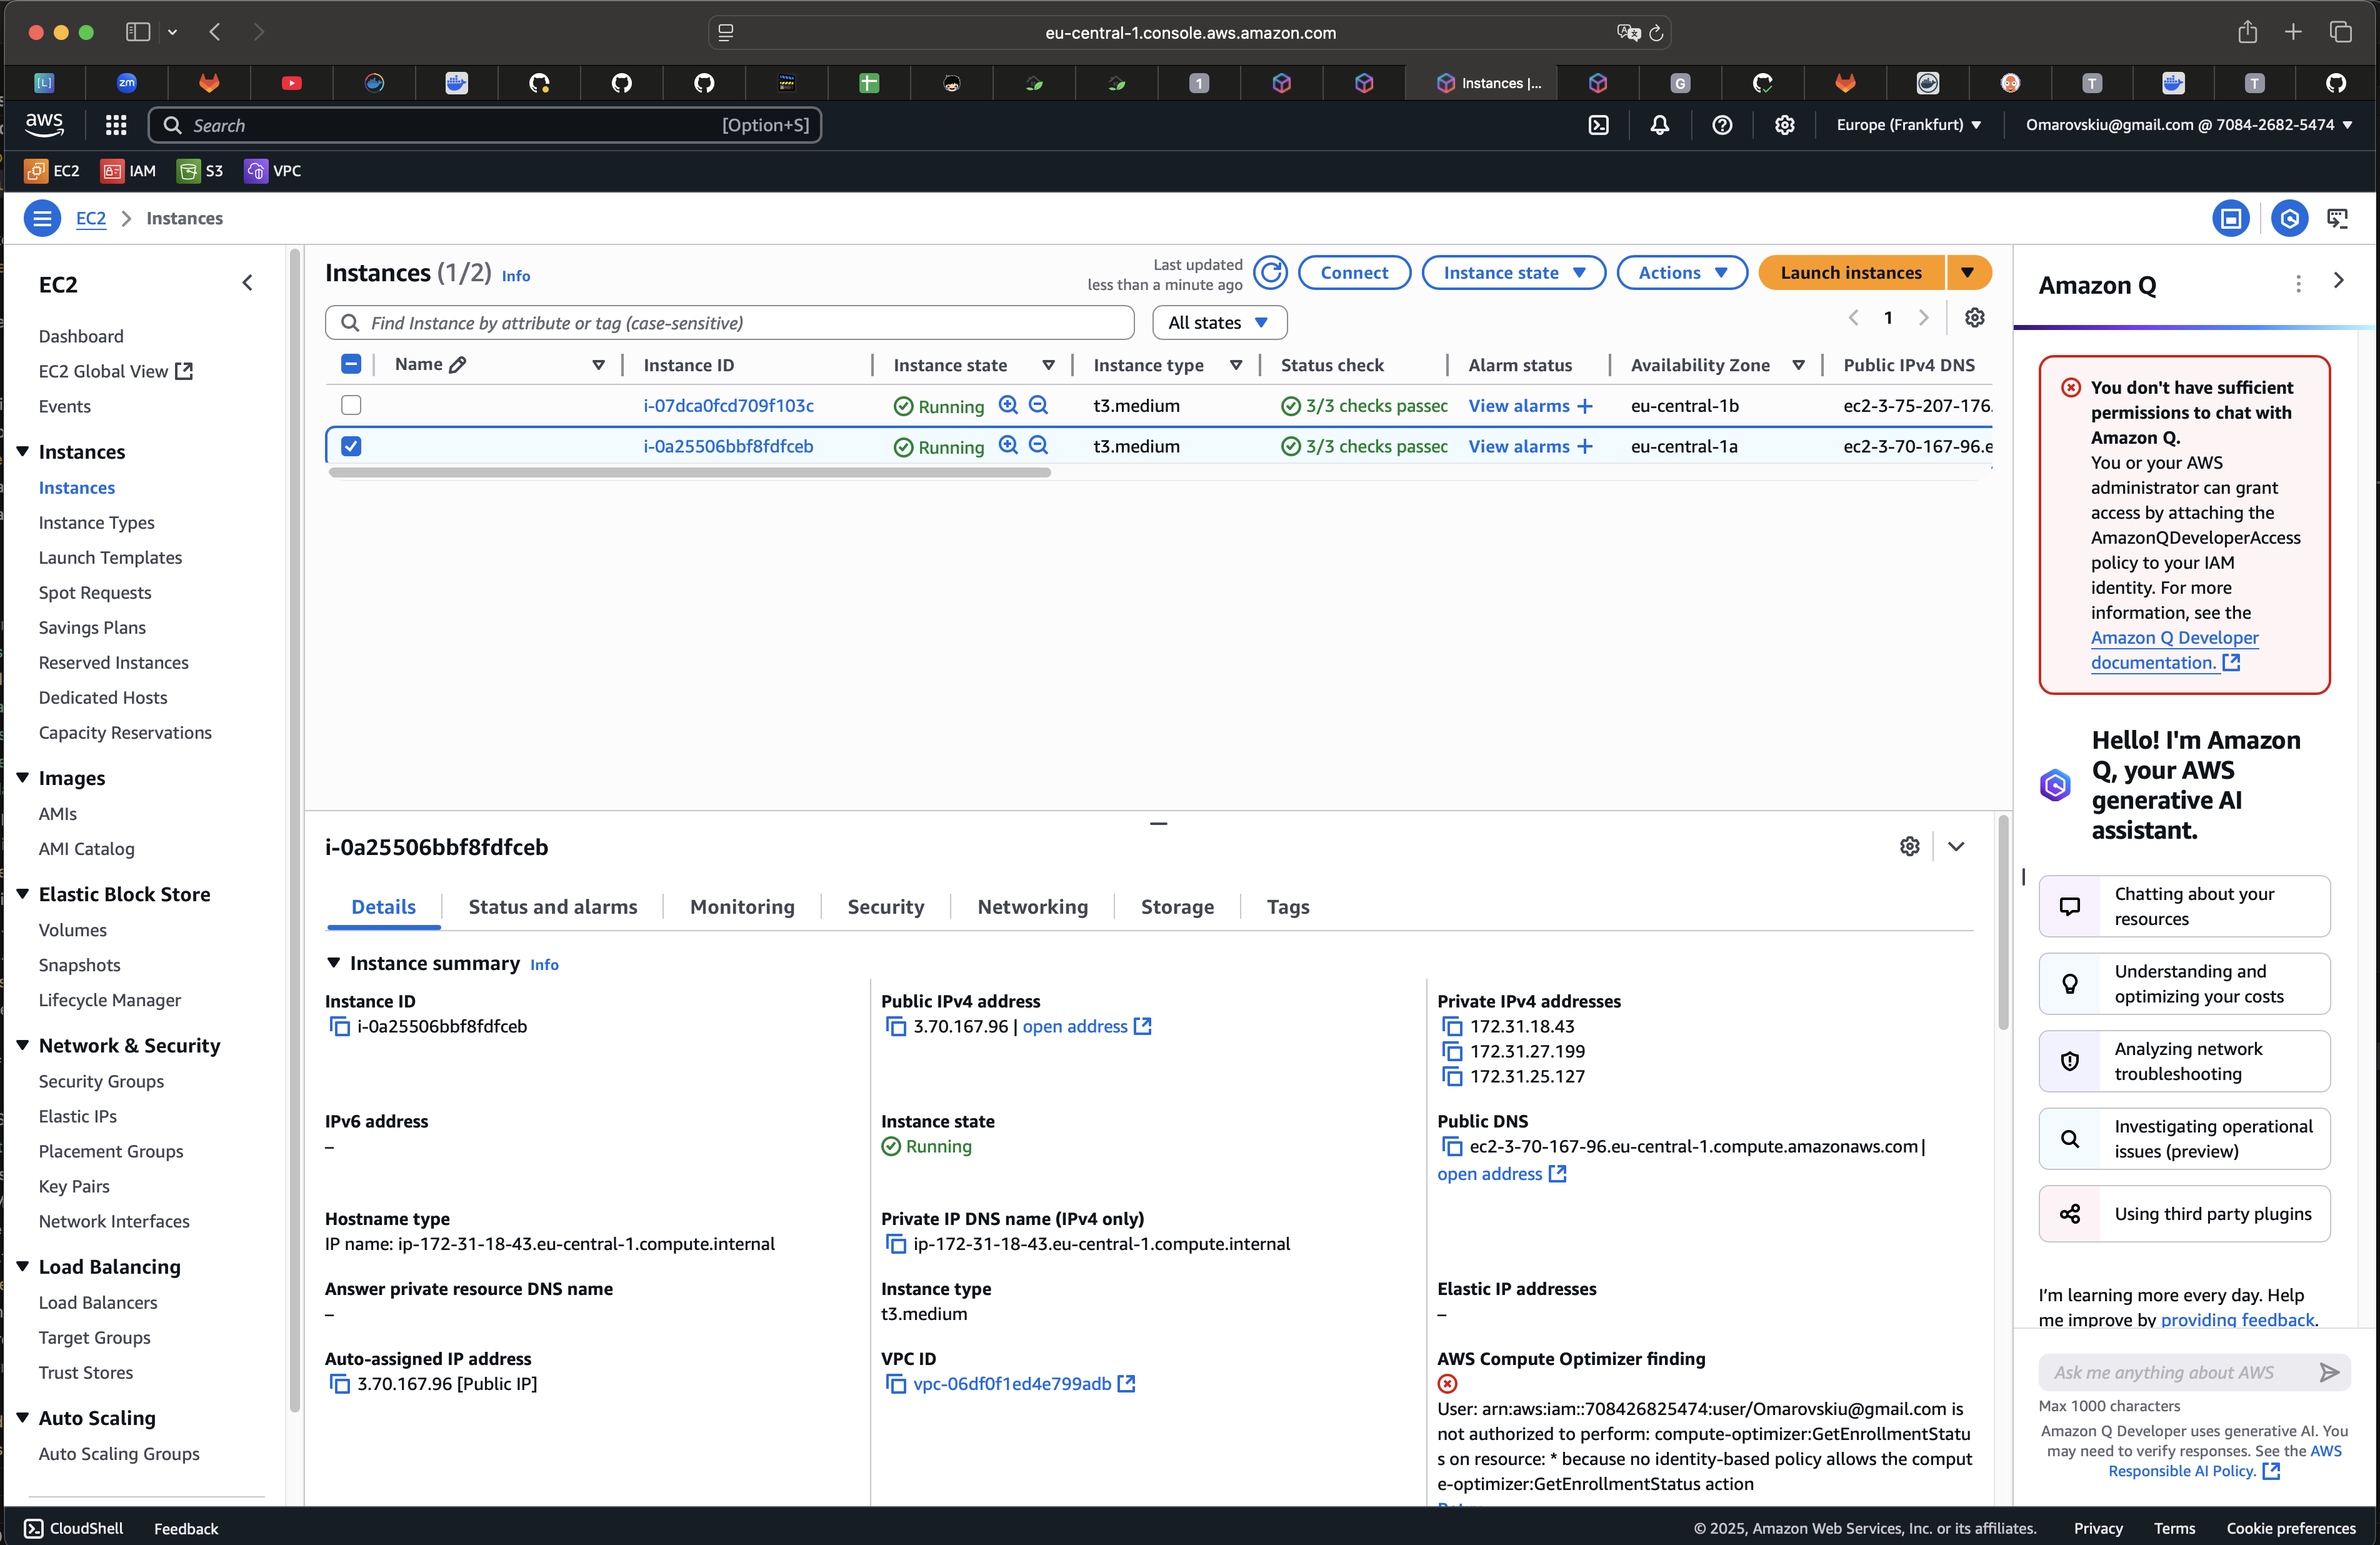 eu-central-1.console.aws.amazon.com
[L]
zm
1
Instances |...
G
T
T
aws
Search
[Option+S]
Europe (Frankfurt)
Omarovskiu@gmail.com @ 7084-2682-5474
EC2
IAM
S3
VPC
EC2
Instances
EC2
Dashboard
EC2 Global View
Events
Instances
Instances
Instance Types
Launch Templates
Spot Requests
Savings Plans
Reserved Instances
Dedicated Hosts
Capacity Reservations
Images
AMIs
AMI Catalog
Elastic Block Store
Volumes
Snapshots
Lifecycle Manager
Network & Security
Security Groups
Elastic IPs
Placement Groups
Key Pairs
Network Interfaces
Load Balancing
Load Balancers
Target Groups
Trust Stores
Auto Scaling
Auto Scaling Groups
Instances (1/2) Info
Last updated
less than a minute ago
Connect
Instance state
Actions
Launch instances
Find Instance by attribute or tag (case-sensitive)
All states
1
Name Instance ID Instance state Instance type Status check Alarm status Availability Zone Public IPv4 DNS
i-07dca0fcd709f103c Running t3.medium 3/3 checks passed View alarms + eu-central-1b ec2-3-75-207-176.
i-0a25506bbf8fdfceb Running t3.medium 3/3 checks passed View alarms + eu-central-1a ec2-3-70-167-96.e
i-0a25506bbf8fdfceb
Details
Status and alarms
Monitoring
Security
Networking
Storage
Tags
Instance summary Info
Instance ID
i-0a25506bbf8fdfceb
Public IPv4 address
3.70.167.96 | open address
Private IPv4 addresses
172.31.18.43
172.31.27.199
172.31.25.127
IPv6 address
–
Instance state
Running
Public DNS
ec2-3-70-167-96.eu-central-1.compute.amazonaws.com |
open address
Hostname type
IP name: ip-172-31-18-43.eu-central-1.compute.internal
Private IP DNS name (IPv4 only)
ip-172-31-18-43.eu-central-1.compute.internal
Answer private resource DNS name
–
Instance type
t3.medium
Elastic IP addresses
–
Auto-assigned IP address
3.70.167.96 [Public IP]
VPC ID
vpc-06df0f1ed4e799adb
AWS Compute Optimizer finding
User: arn:aws:iam::708426825474:user/Omarovskiu@gmail.com is
not authorized to perform: compute-optimizer:GetEnrollmentStatu
s on resource: * because no identity-based policy allows the comput
e-optimizer:GetEnrollmentStatus action
Amazon Q
You don't have sufficient
permissions to chat with
Amazon Q.
You or your AWS
administrator can grant
access by attaching the
AmazonQDeveloperAccess
policy to your IAM
identity. For more
information, see the
Amazon Q Developer
documentation.
Hello! I'm Amazon
Q, your AWS
generative AI
assistant.
Chatting about your
resources
Understanding and
optimizing your costs
Analyzing network
troubleshooting
Investigating operational
issues (preview)
Using third party plugins
I'm learning more every day. Help
me improve by providing feedback.
Ask me anything about AWS
Max 1000 characters
Amazon Q Developer uses generative AI. You
may need to verify responses. See the AWS
Responsible AI Policy.
CloudShell
Feedback
© 2025, Amazon Web Services, Inc. or its affiliates.
Privacy
Terms
Cookie preferences